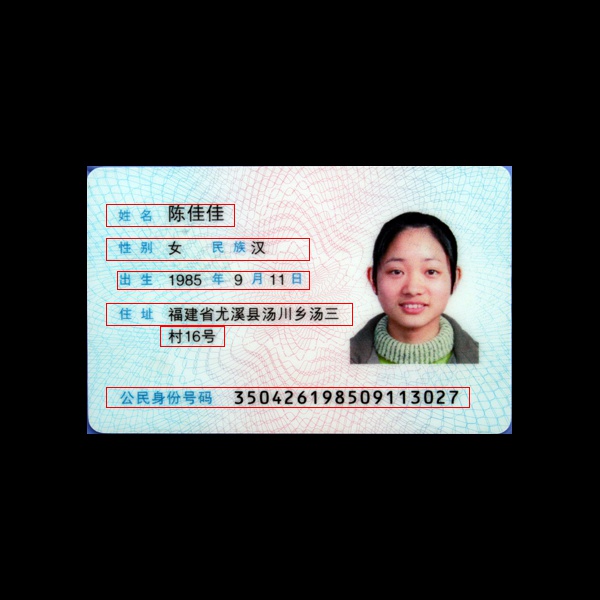 姓名 陈佳佳
性别 女 民族 汉
出生 1985 年 9 月 11 日
住址 福建省尤溪县汤川乡汤三
村16号
公民身份号码 350426198509113027